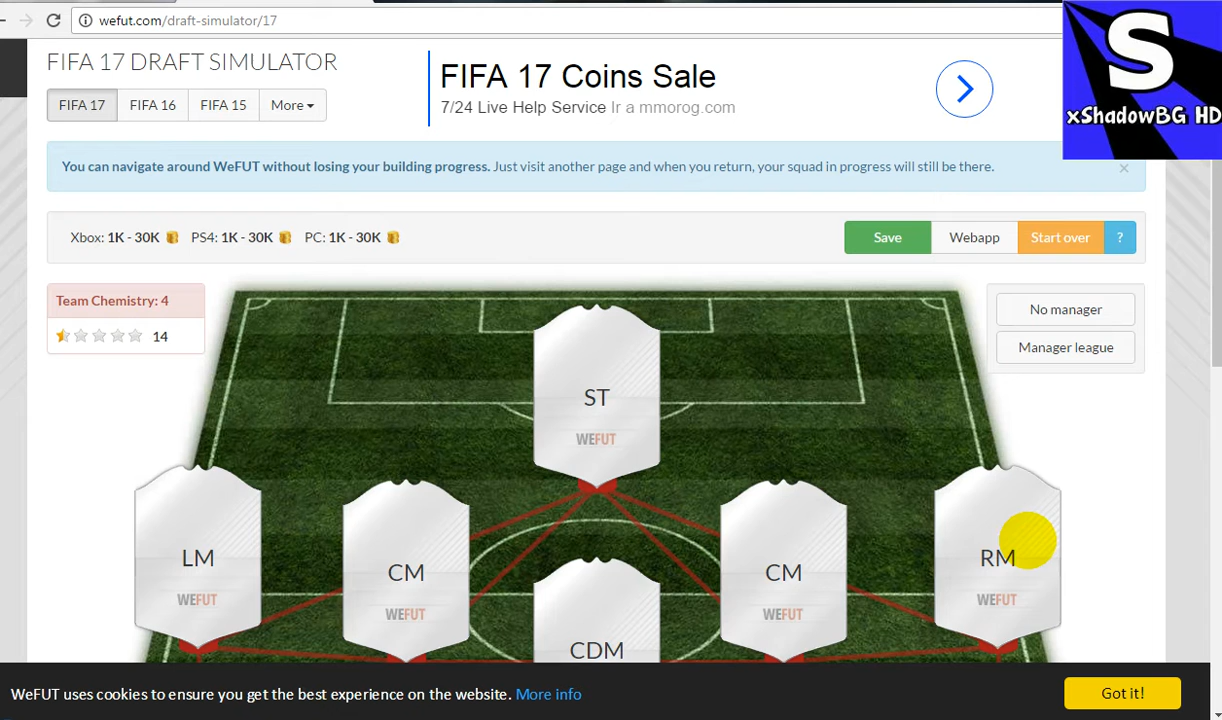 wefut.com/draft-simulator/17
S
xShadowBG HD
FIFA 17 DRAFT SIMULATOR
FIFA 17 FIFA 16 FIFA 15 More
FIFA 17 Coins Sale
7/24 Live Help Service Ir a mmorog.com
You can navigate around WeFUT without losing your building progress. Just visit another page and when you return, your squad in progress will still be there. ×
Xbox: 1K - 30K PS4: 1K - 30K PC: 1K - 30K
Save Webapp Start over ?
Team Chemistry: 4
14
No manager
Manager league
ST
WEFUT
LM
WEFUT
CM
WEFUT
CM
WEFUT
RM
WEFUT
CDM
WeFUT uses cookies to ensure you get the best experience on the website. More info
Got it!